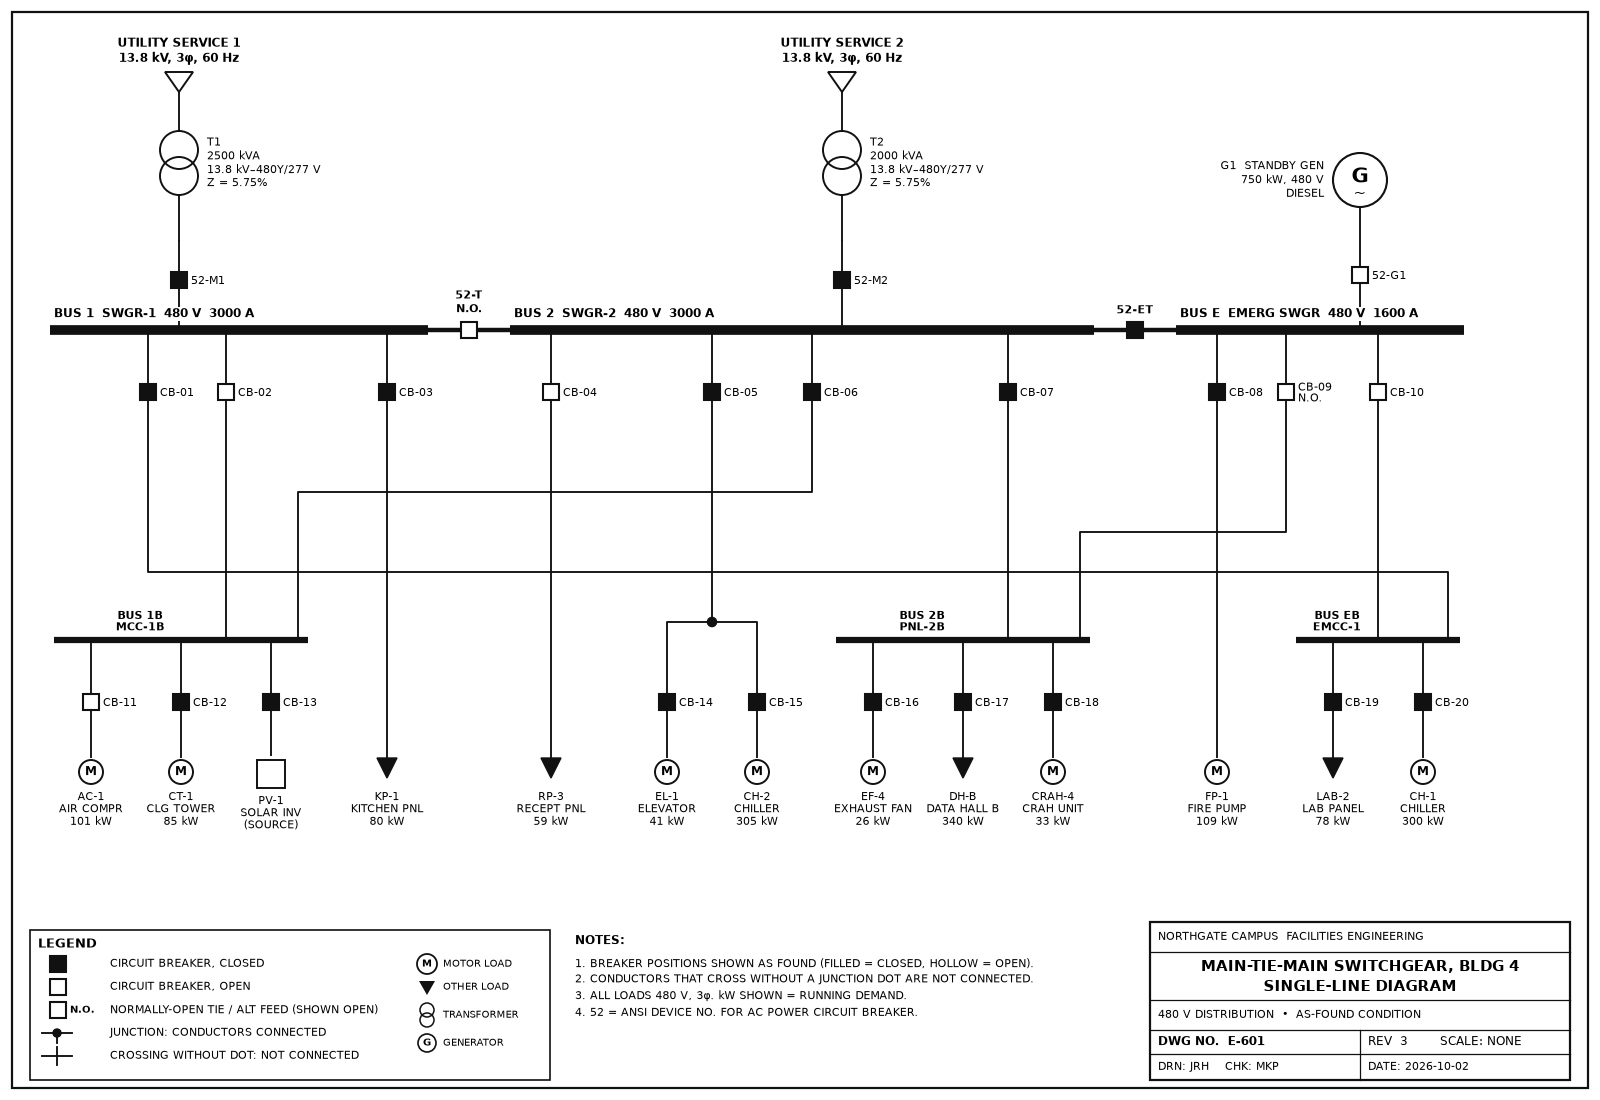 UTILITY SERVICE 1
13.8 kV, 3φ, 60 Hz
UTILITY SERVICE 2
13.8 kV, 3φ, 60 Hz
T1
2500 kVA
13.8 kV–480Y/277 V
Z = 5.75%
T2
2000 kVA
13.8 kV–480Y/277 V
Z = 5.75%
G1 STANDBY GEN
750 kW, 480 V
DIESEL
G
~
52-M1
52-M2
52-G1
BUS 1 SWGR-1 480 V 3000 A
52-T
N.O.
BUS 2 SWGR-2 480 V 3000 A
52-ET
BUS E EMERG SWGR 480 V 1600 A
CB-01
CB-02
CB-03
CB-04
CB-05
CB-06
CB-07
CB-08
CB-09
N.O.
CB-10
BUS 1B
MCC-1B
BUS 2B
PNL-2B
BUS EB
EMCC-1
CB-11
CB-12
CB-13
CB-14
CB-15
CB-16
CB-17
CB-18
CB-19
CB-20
M
AC-1
AIR COMPR
101 kW
M
CT-1
CLG TOWER
85 kW
PV-1
SOLAR INV
(SOURCE)
KP-1
KITCHEN PNL
80 kW
RP-3
RECEPT PNL
59 kW
M
EL-1
ELEVATOR
41 kW
M
CH-2
CHILLER
305 kW
M
EF-4
EXHAUST FAN
26 kW
DH-B
DATA HALL B
340 kW
M
CRAH-4
CRAH UNIT
33 kW
M
FP-1
FIRE PUMP
109 kW
LAB-2
LAB PANEL
78 kW
M
CH-1
CHILLER
300 kW
LEGEND
CIRCUIT BREAKER, CLOSED
CIRCUIT BREAKER, OPEN
N.O. NORMALLY-OPEN TIE / ALT FEED (SHOWN OPEN)
JUNCTION: CONDUCTORS CONNECTED
CROSSING WITHOUT DOT: NOT CONNECTED
M MOTOR LOAD
OTHER LOAD
TRANSFORMER
G GENERATOR
NOTES:
1. BREAKER POSITIONS SHOWN AS FOUND (FILLED = CLOSED, HOLLOW = OPEN).
2. CONDUCTORS THAT CROSS WITHOUT A JUNCTION DOT ARE NOT CONNECTED.
3. ALL LOADS 480 V, 3φ. kW SHOWN = RUNNING DEMAND.
4. 52 = ANSI DEVICE NO. FOR AC POWER CIRCUIT BREAKER.
NORTHGATE CAMPUS FACILITIES ENGINEERING
MAIN-TIE-MAIN SWITCHGEAR, BLDG 4
SINGLE-LINE DIAGRAM
480 V DISTRIBUTION • AS-FOUND CONDITION
DWG NO. E-601
REV 3 SCALE: NONE
DRN: JRH CHK: MKP
DATE: 2026-10-02